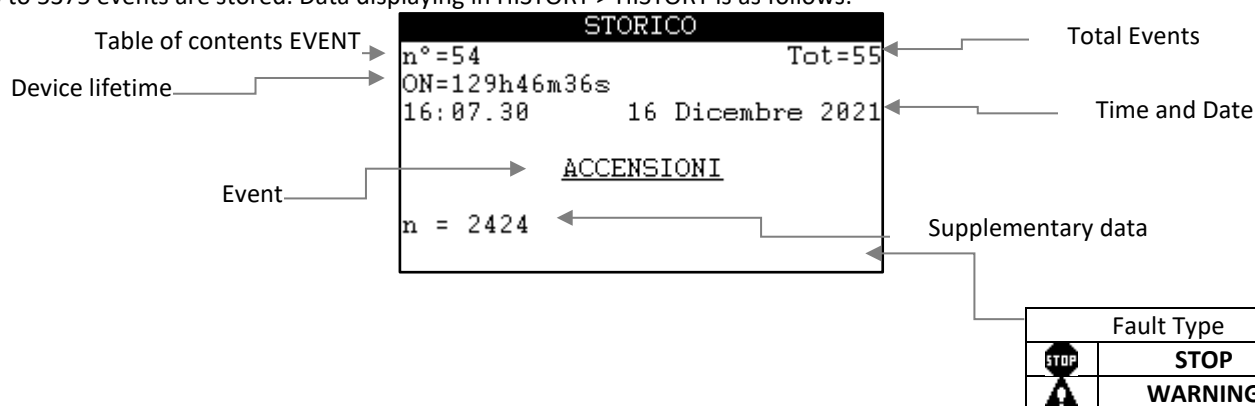 to 3375 events are stored. Data displaying in HISTORY > HISTORY is as follows:
STORICO
Table of contents EVENT
n°=54 Tot=55
Total Events
Device lifetime
ON=129h46m36s
16:07.30 16 Dicembre 2021
Time and Date
ACCENSIONI
Event
n = 2424
Supplementary data
Fault Type
STOP STOP
WARNING